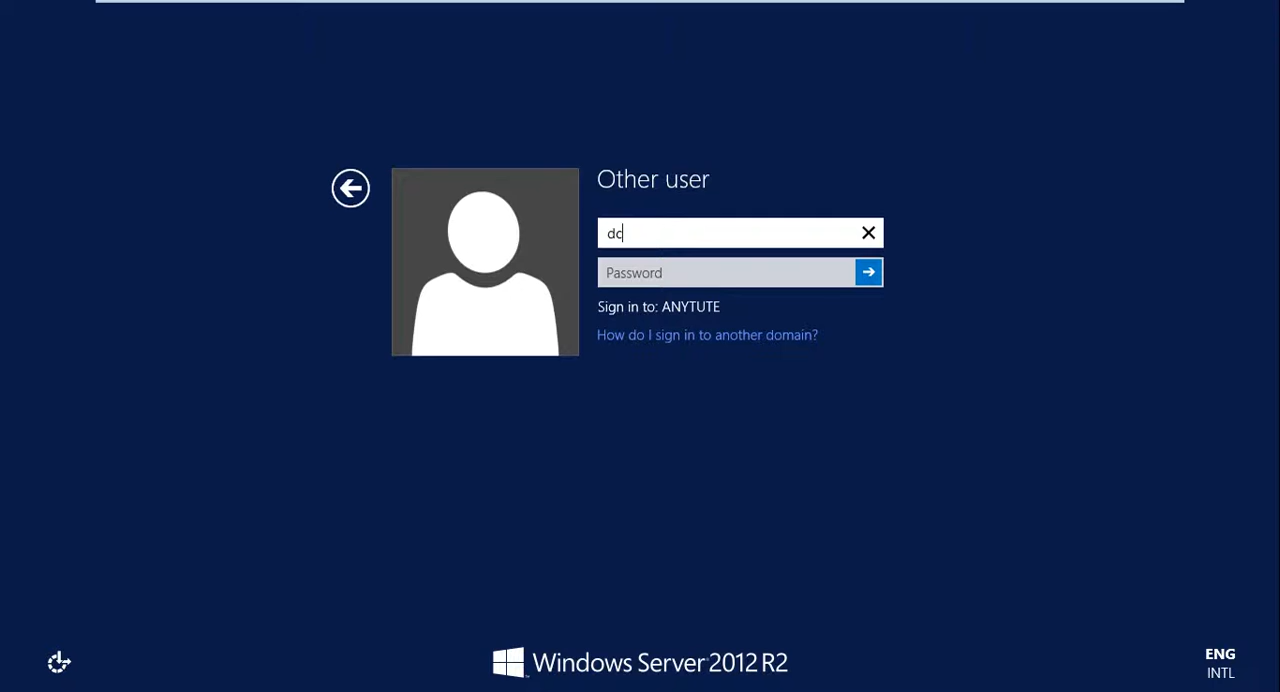 Other user
dc
Password
Sign in to: ANYTUTE
How do I sign in to another domain?
Windows Server 2012 R2
ENG
INTL